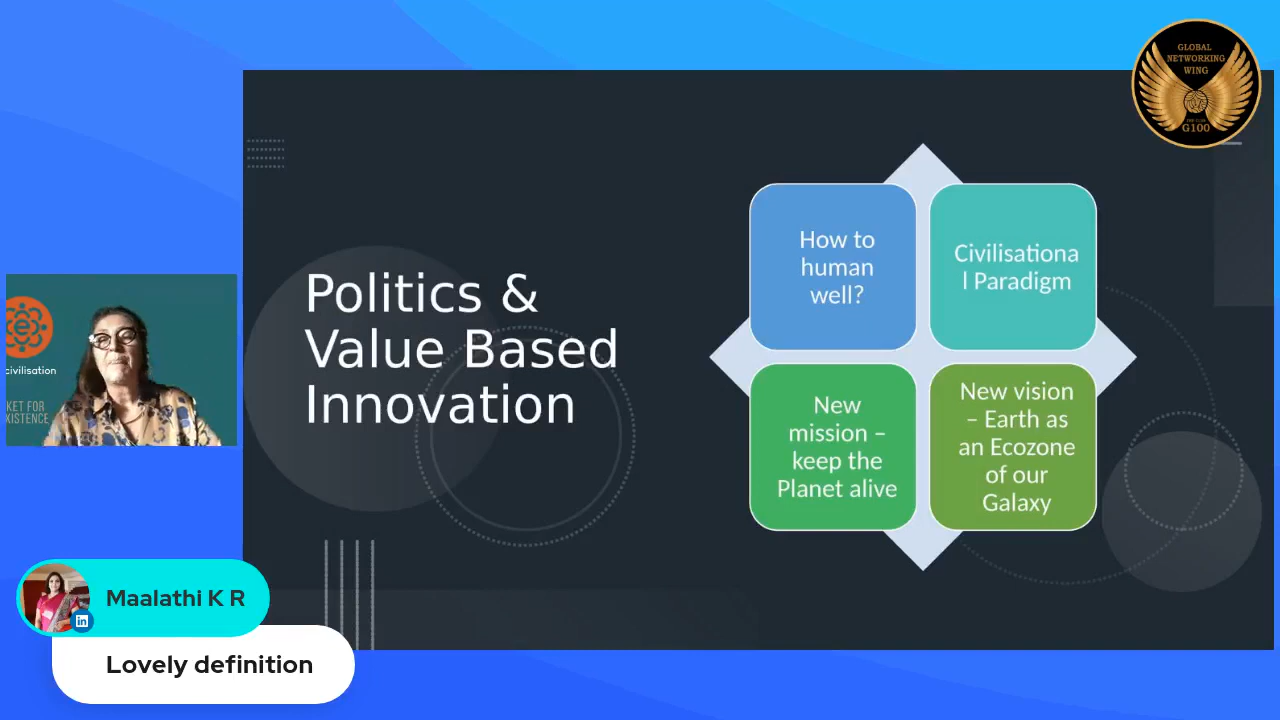 GLOBAL
NETWORKING
WING
G100
Politics &
Value Based
Innovation
How to
human
well?
Civilisationa
l Paradigm
New
mission –
keep the
Planet alive
New vision
– Earth as
an Ecozone
of our
Galaxy
e
civilisation
KET FOR
XISTENCE
Maalathi K R
in
Lovely definition